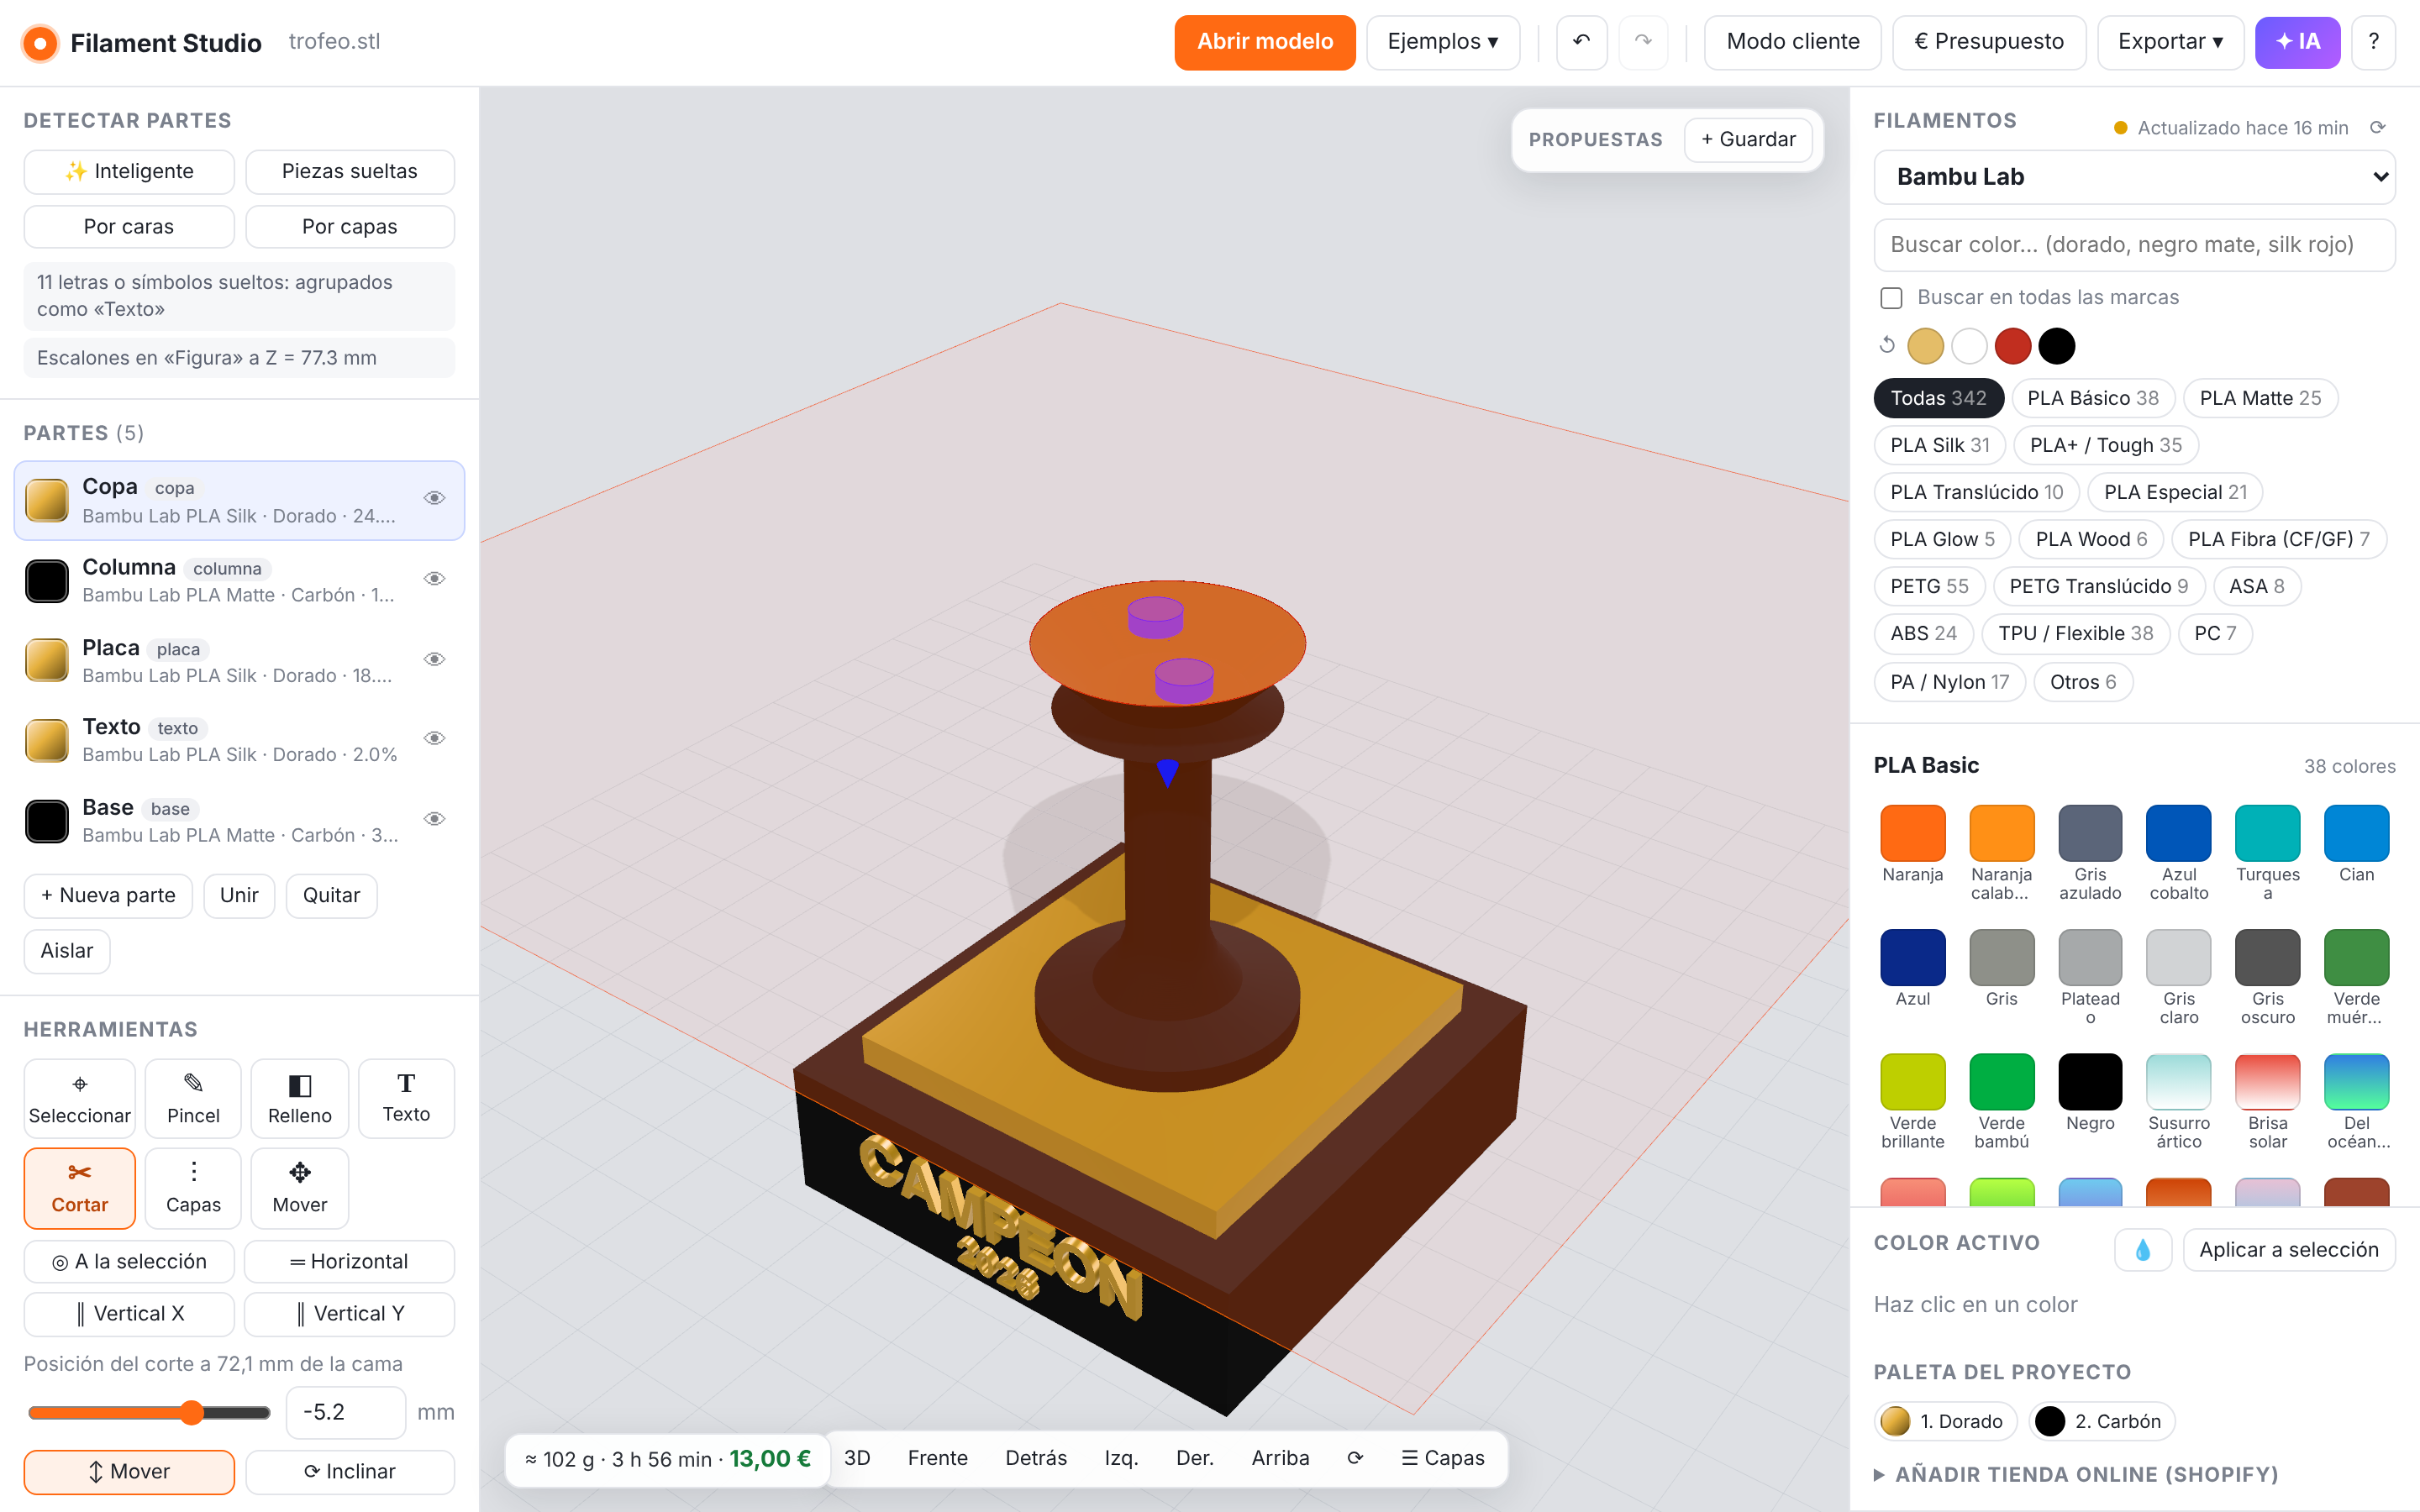 Filament Studio
trofeo.stl
Abrir modelo
Ejemplos ▾
↶
↷
Modo cliente
€ Presupuesto
Exportar ▾
✦ IA
?
DETECTAR PARTES
✨ Inteligente
Piezas sueltas
Por caras
Por capas
11 letras o símbolos sueltos: agrupados
como «Texto»
Escalones en «Figura» a Z = 77.3 mm
PARTES (5)
Copa copa
Bambu Lab PLA Silk · Dorado · 24....
Columna columna
Bambu Lab PLA Matte · Carbón · 1...
Placa placa
Bambu Lab PLA Silk · Dorado · 18....
Texto texto
Bambu Lab PLA Silk · Dorado · 2.0%
Base base
Bambu Lab PLA Matte · Carbón · 3...
+ Nueva parte
Unir
Quitar
Aislar
HERRAMIENTAS
Seleccionar
Pincel
Relleno
T
Texto
Cortar
Capas
Mover
◎ A la selección
═ Horizontal
║ Vertical X
║ Vertical Y
Posición del corte a 72,1 mm de la cama
-5.2
mm
↕ Mover
⟳ Inclinar
PROPUESTAS
+ Guardar
CAMPEON
2026
≈ 102 g · 3 h 56 min · 13,00 €
3D
Frente
Detrás
Izq.
Der.
Arriba
⟳
☰ Capas
FILAMENTOS
Actualizado hace 16 min
⟳
Bambu Lab
Buscar color... (dorado, negro mate, silk rojo)
Buscar en todas las marcas
Todas 342
PLA Básico 38
PLA Matte 25
PLA Silk 31
PLA+ / Tough 35
PLA Translúcido 10
PLA Especial 21
PLA Glow 5
PLA Wood 6
PLA Fibra (CF/GF) 7
PETG 55
PETG Translúcido 9
ASA 8
ABS 24
TPU / Flexible 38
PC 7
PA / Nylon 17
Otros 6
PLA Basic
38 colores
Naranja
Naranja
calab...
Gris
azulado
Azul
cobalto
Turques
a
Cian
Azul
Gris
Platead
o
Gris
claro
Gris
oscuro
Verde
muér...
Verde
brillante
Verde
bambú
Negro
Susurro
ártico
Brisa
solar
Del
océan...
COLOR ACTIVO
Aplicar a selección
Haz clic en un color
PALETA DEL PROYECTO
1. Dorado
2. Carbón
▶ AÑADIR TIENDA ONLINE (SHOPIFY)